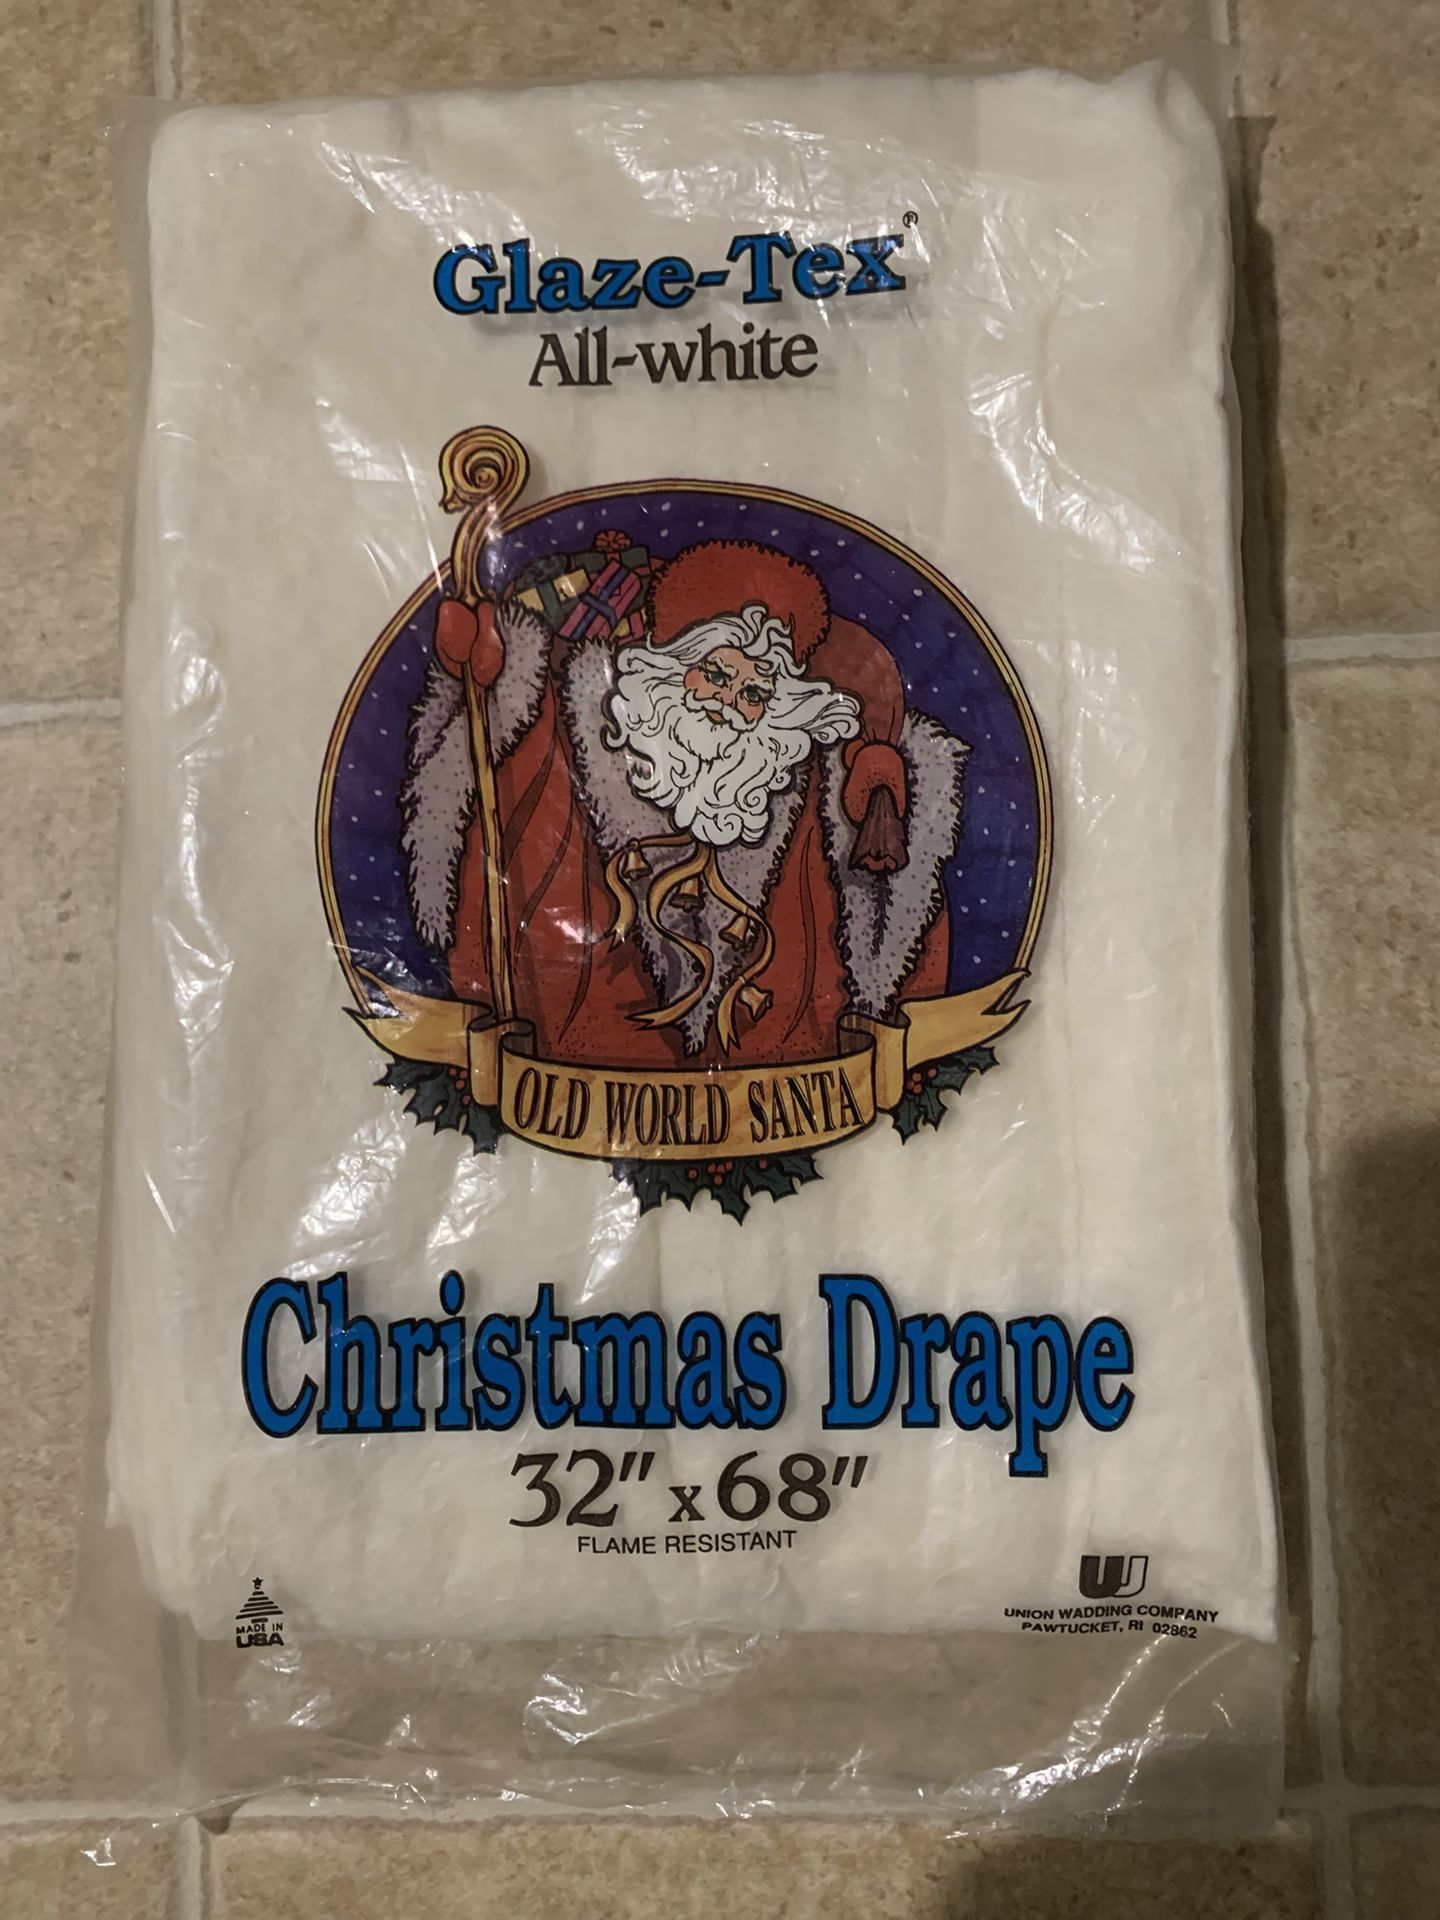 Glaze-Tex®
All-white
OLD WORLD SANTA
Christmas Drape
32" x 68"
FLAME RESISTANT
MADE IN
USA
UW
UNION WADDING COMPANY
PAWTUCKET, RI 02862